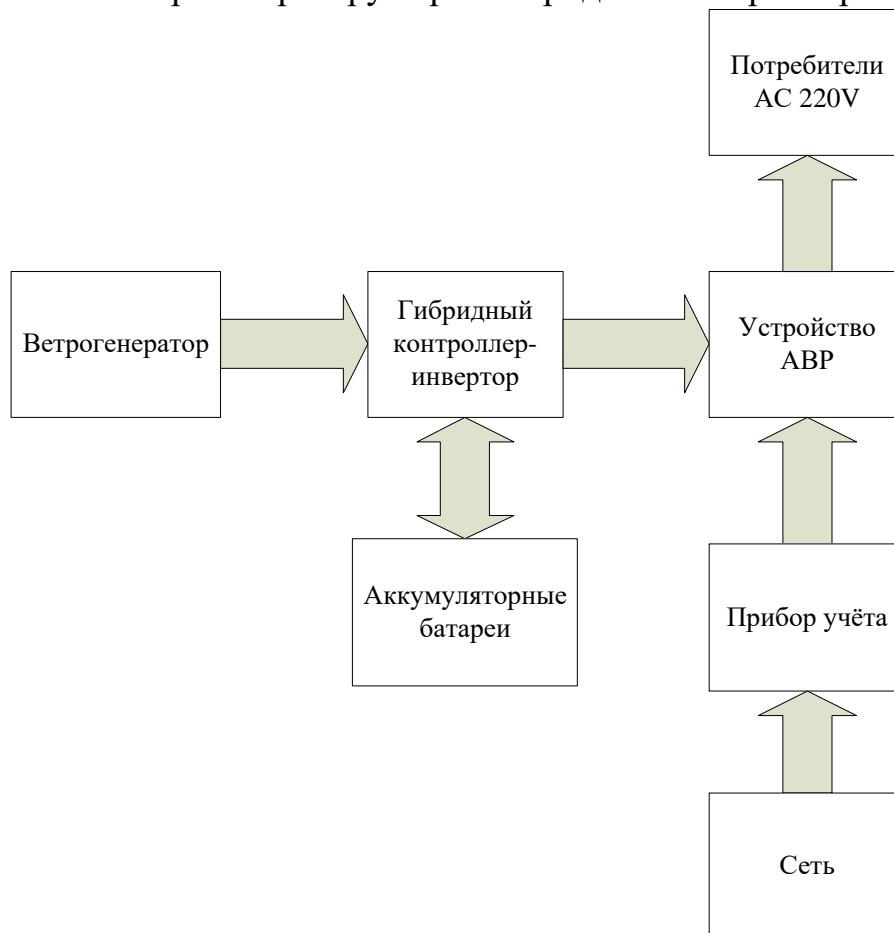 Потребители
AC 220V
Ветрогенератор
Гибридный
контроллер-
инвертор
Устройство
АВР
Аккумуляторные
батареи
Прибор учёта
Сеть